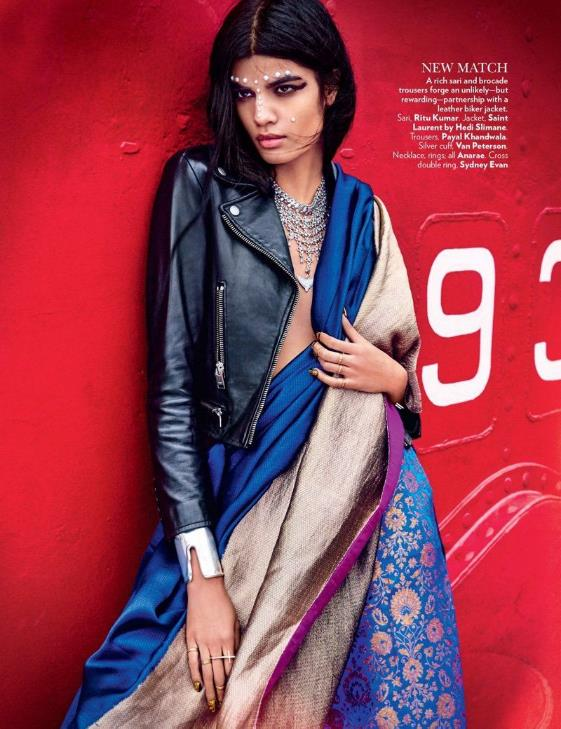 NEW MATCH
A rich sari and brocade
trousers forge an unlikely—but
rewarding—partnership with a
leather biker jacket.
Sari, Ritu Kumar. Jacket, Saint
Laurent by Hedi Slimane.
Trousers, Payal Khandwala.
Silver cuff, Van Peterson.
Necklace, rings; all Anarae. Cross
double ring, Sydney Evan
9